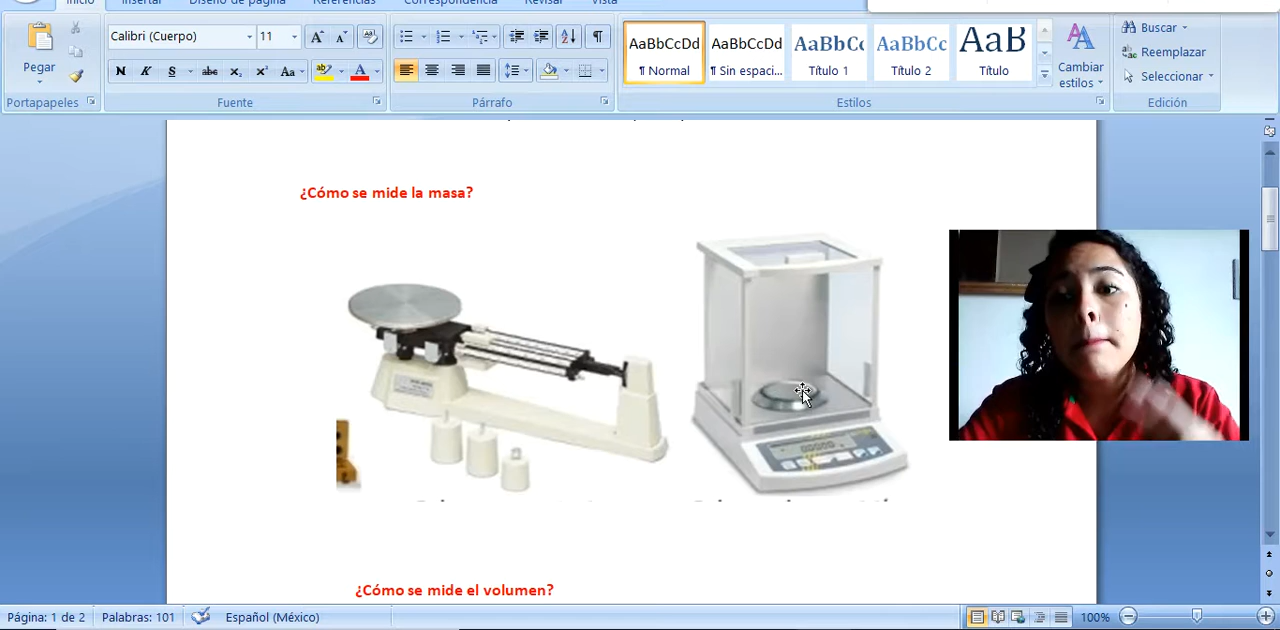 Inicio Insertar Diseño de página Referencias Correspondencia Revisar Vista
Pegar
Portapapeles
Calibri (Cuerpo) 11
N K S abe x₂ x² Aa
Fuente
Párrafo
AaBbCcDd AaBbCcDd AaBbCc AaBbCc AaB
¶ Normal ¶ Sin espaci... Título 1 Título 2 Título
Cambiar
estilos
Estilos
Buscar
Reemplazar
Seleccionar
Edición
¿Cómo se mide la masa?
¿Cómo se mide el volumen?
Página: 1 de 2 Palabras: 101 Español (México) 100%